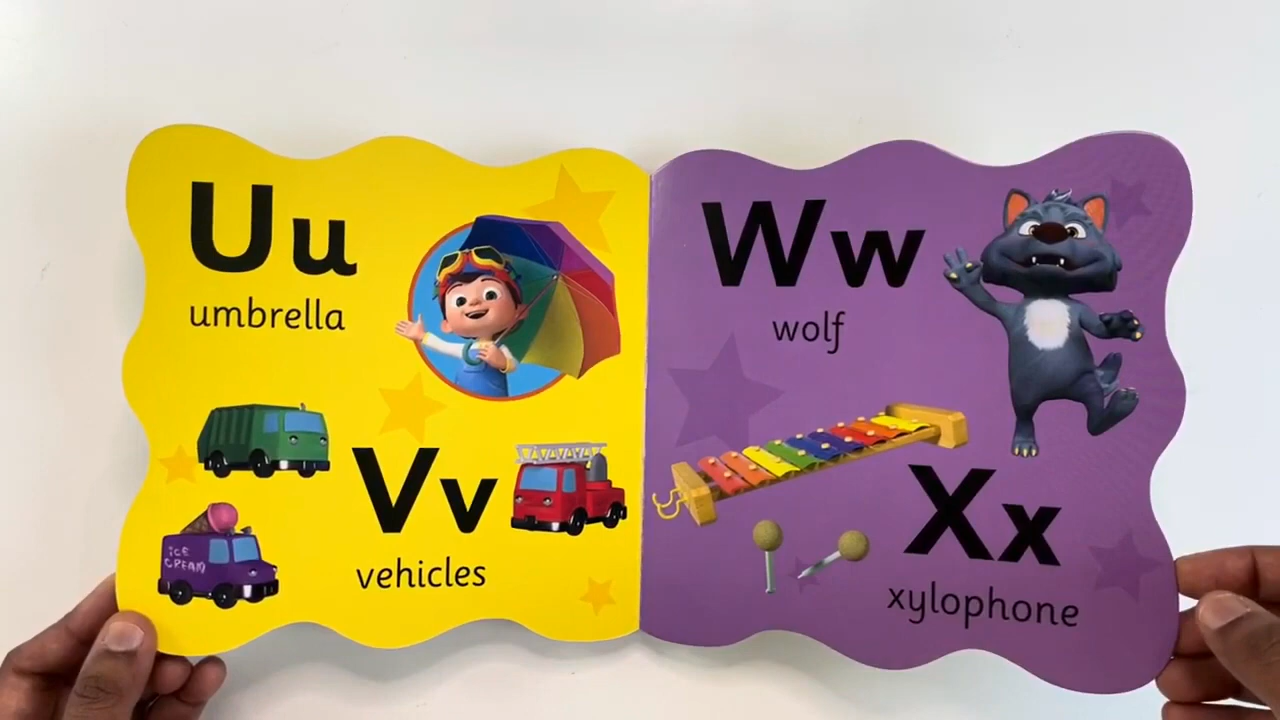 Uu
umbrella
Vv
vehicles
ICE
CREAM
Ww
wolf
Xx
xylophone